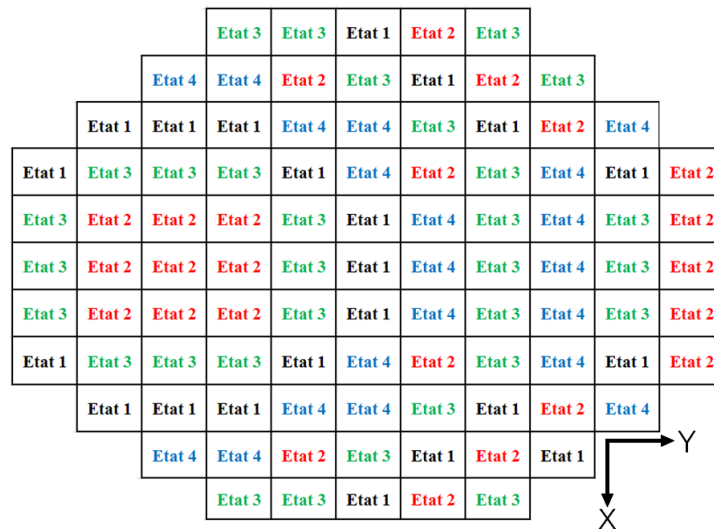 Etat 3 Etat 3 Etat 1 Etat 2 Etat 3
Etat 4 Etat 4 Etat 2 Etat 3 Etat 1 Etat 2 Etat 3
Etat 1 Etat 1 Etat 1 Etat 4 Etat 4 Etat 3 Etat 1 Etat 2 Etat 4
Etat 1 Etat 3 Etat 3 Etat 3 Etat 1 Etat 4 Etat 2 Etat 3 Etat 4 Etat 1 Etat 2
Etat 3 Etat 2 Etat 2 Etat 2 Etat 3 Etat 1 Etat 4 Etat 3 Etat 4 Etat 3 Etat 2
Etat 3 Etat 2 Etat 2 Etat 2 Etat 3 Etat 1 Etat 4 Etat 3 Etat 4 Etat 3 Etat 2
Etat 3 Etat 2 Etat 2 Etat 2 Etat 3 Etat 1 Etat 4 Etat 3 Etat 4 Etat 3 Etat 2
Etat 1 Etat 3 Etat 3 Etat 3 Etat 1 Etat 4 Etat 2 Etat 3 Etat 4 Etat 1 Etat 2
Etat 1 Etat 1 Etat 1 Etat 4 Etat 4 Etat 3 Etat 1 Etat 2 Etat 4
Etat 4 Etat 4 Etat 2 Etat 3 Etat 1 Etat 2 Etat 1
Y
Etat 3 Etat 3 Etat 1 Etat 2 Etat 3
X